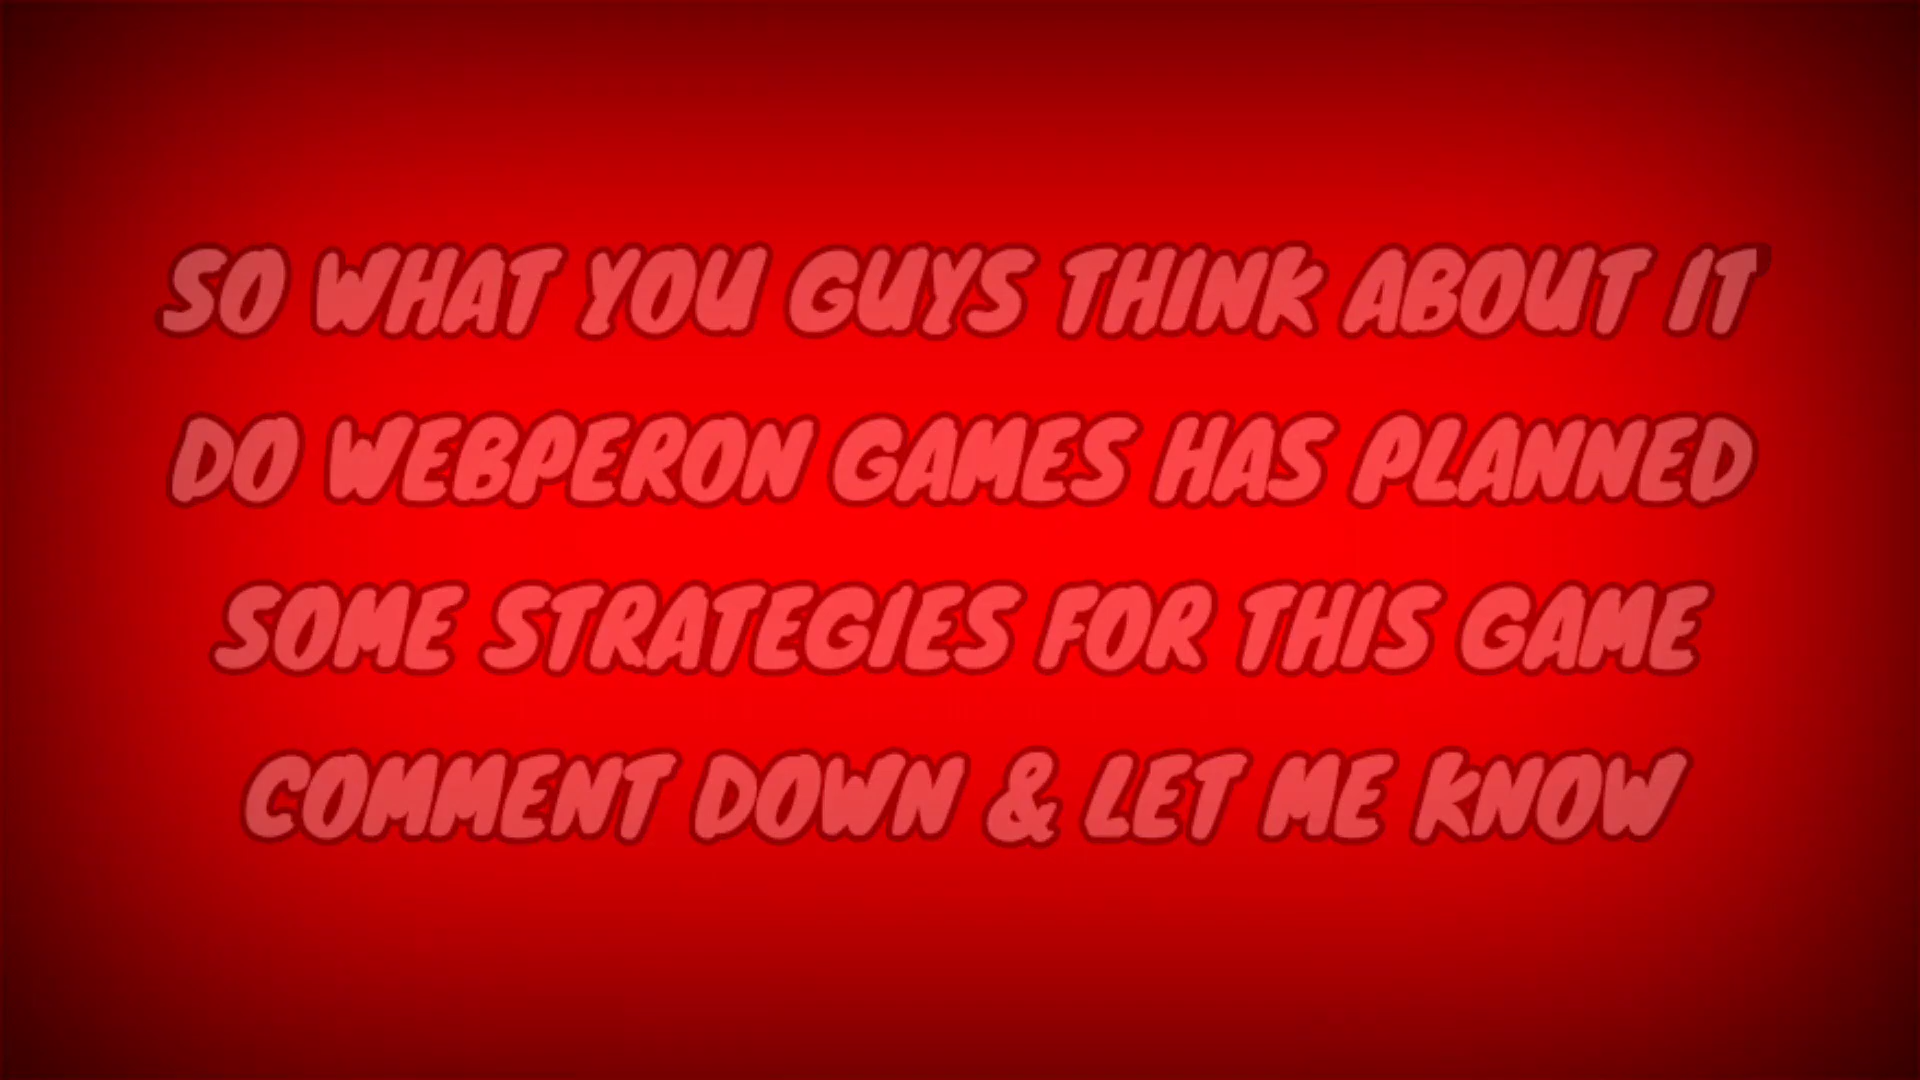 SO WHAT YOU GUYS THINK ABOUT IT
DO WEBPERON GAMES HAS PLANNED
SOME STRATEGIES FOR THIS GAME
COMMENT DOWN & LET ME KNOW